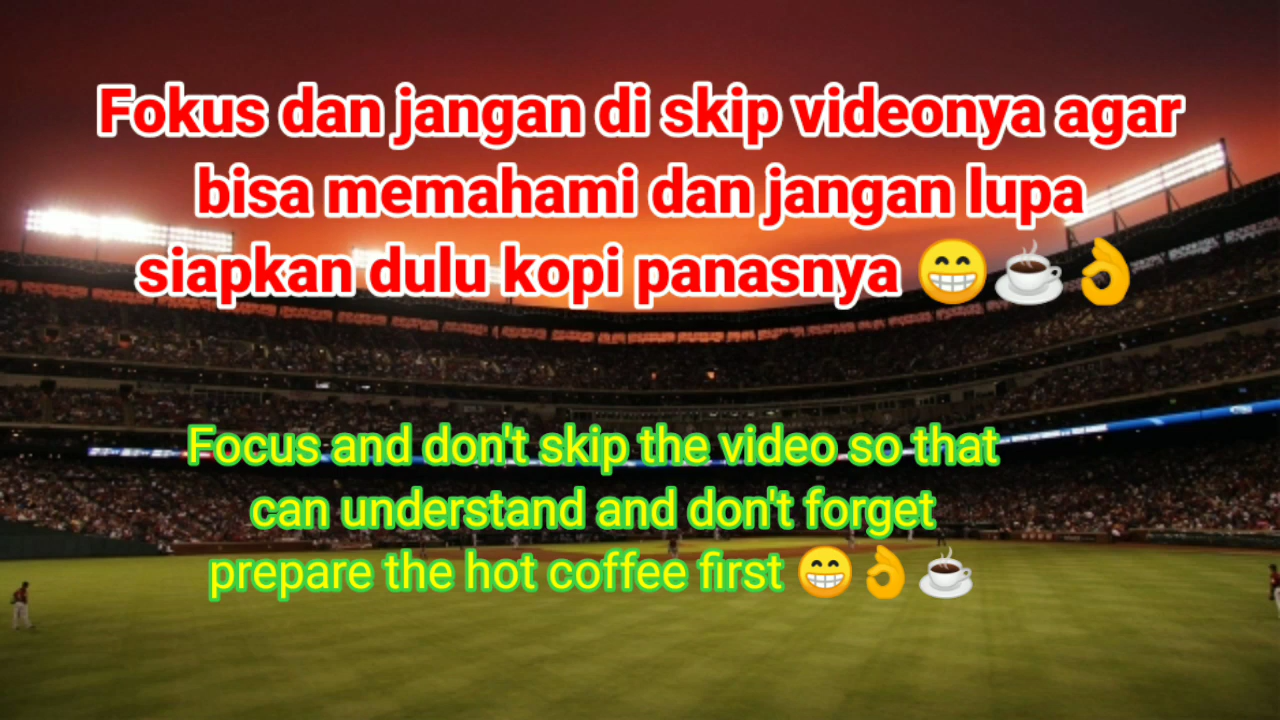 Fokus dan jangan di skip videonya agar
bisa memahami dan jangan lupa
siapkan dulu kopi panasnya 😁☕👌
Focus and don't skip the video so that
can understand and don't forget
prepare the hot coffee first 😁👌☕